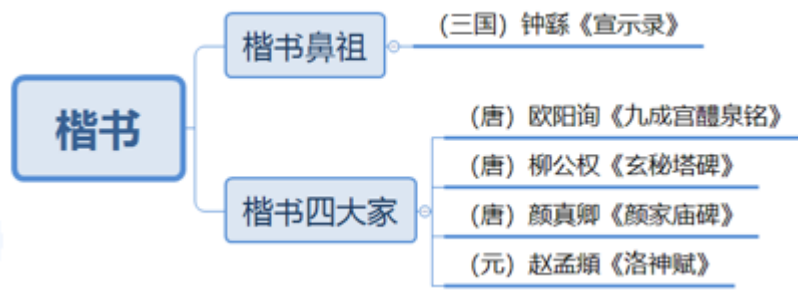 楷书
楷书鼻祖
(三国) 钟繇《宣示录》
楷书四大家
(唐) 欧阳询《九成宫醴泉铭》
(唐) 柳公权《玄秘塔碑》
(唐) 颜真卿《颜家庙碑》
(元) 赵孟頫《洛神赋》